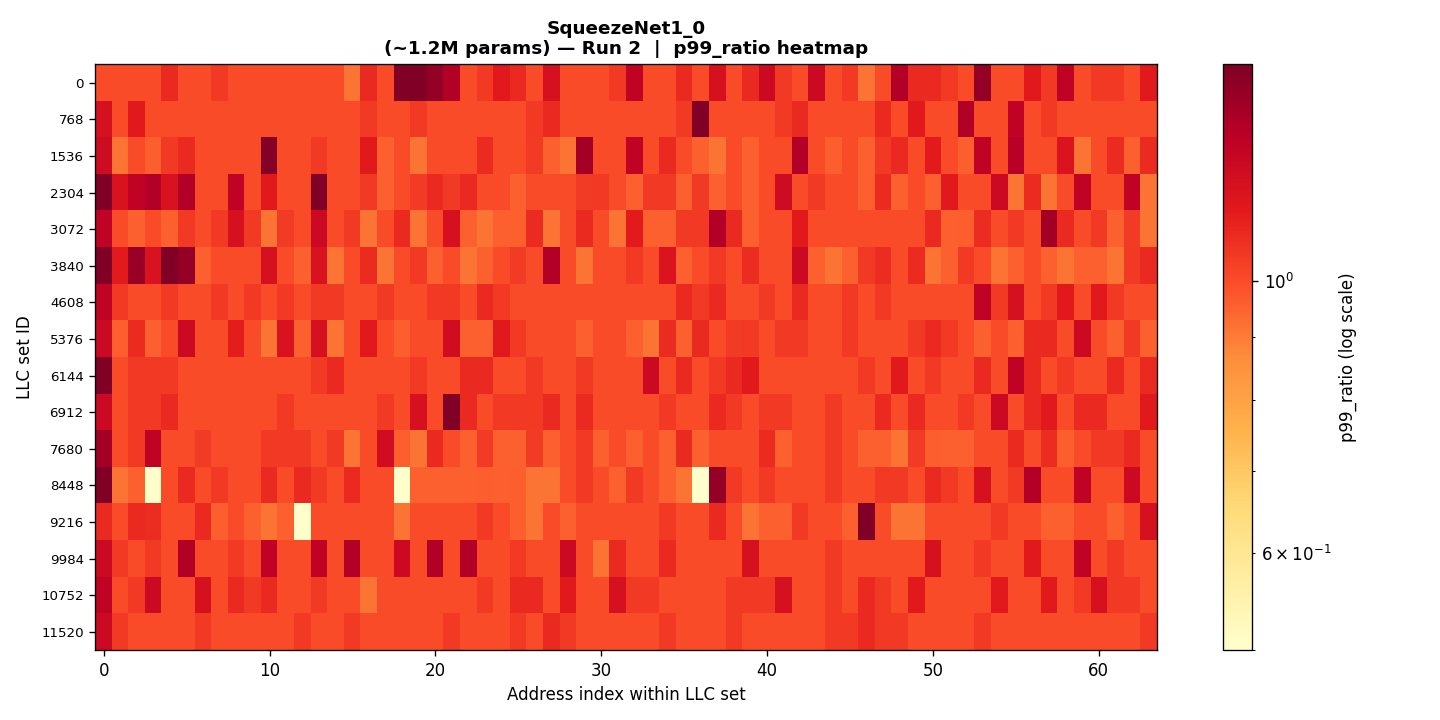 SqueezeNet1_0
(~1.2M params) — Run 2 | p99_ratio heatmap
LLC set ID
0
768
1536
2304
3072
3840
4608
5376
6144
6912
7680
8448
9216
9984
10752
11520
0 10 20 30 40 50 60
Address index within LLC set
10⁰
6 × 10⁻¹
p99_ratio (log scale)